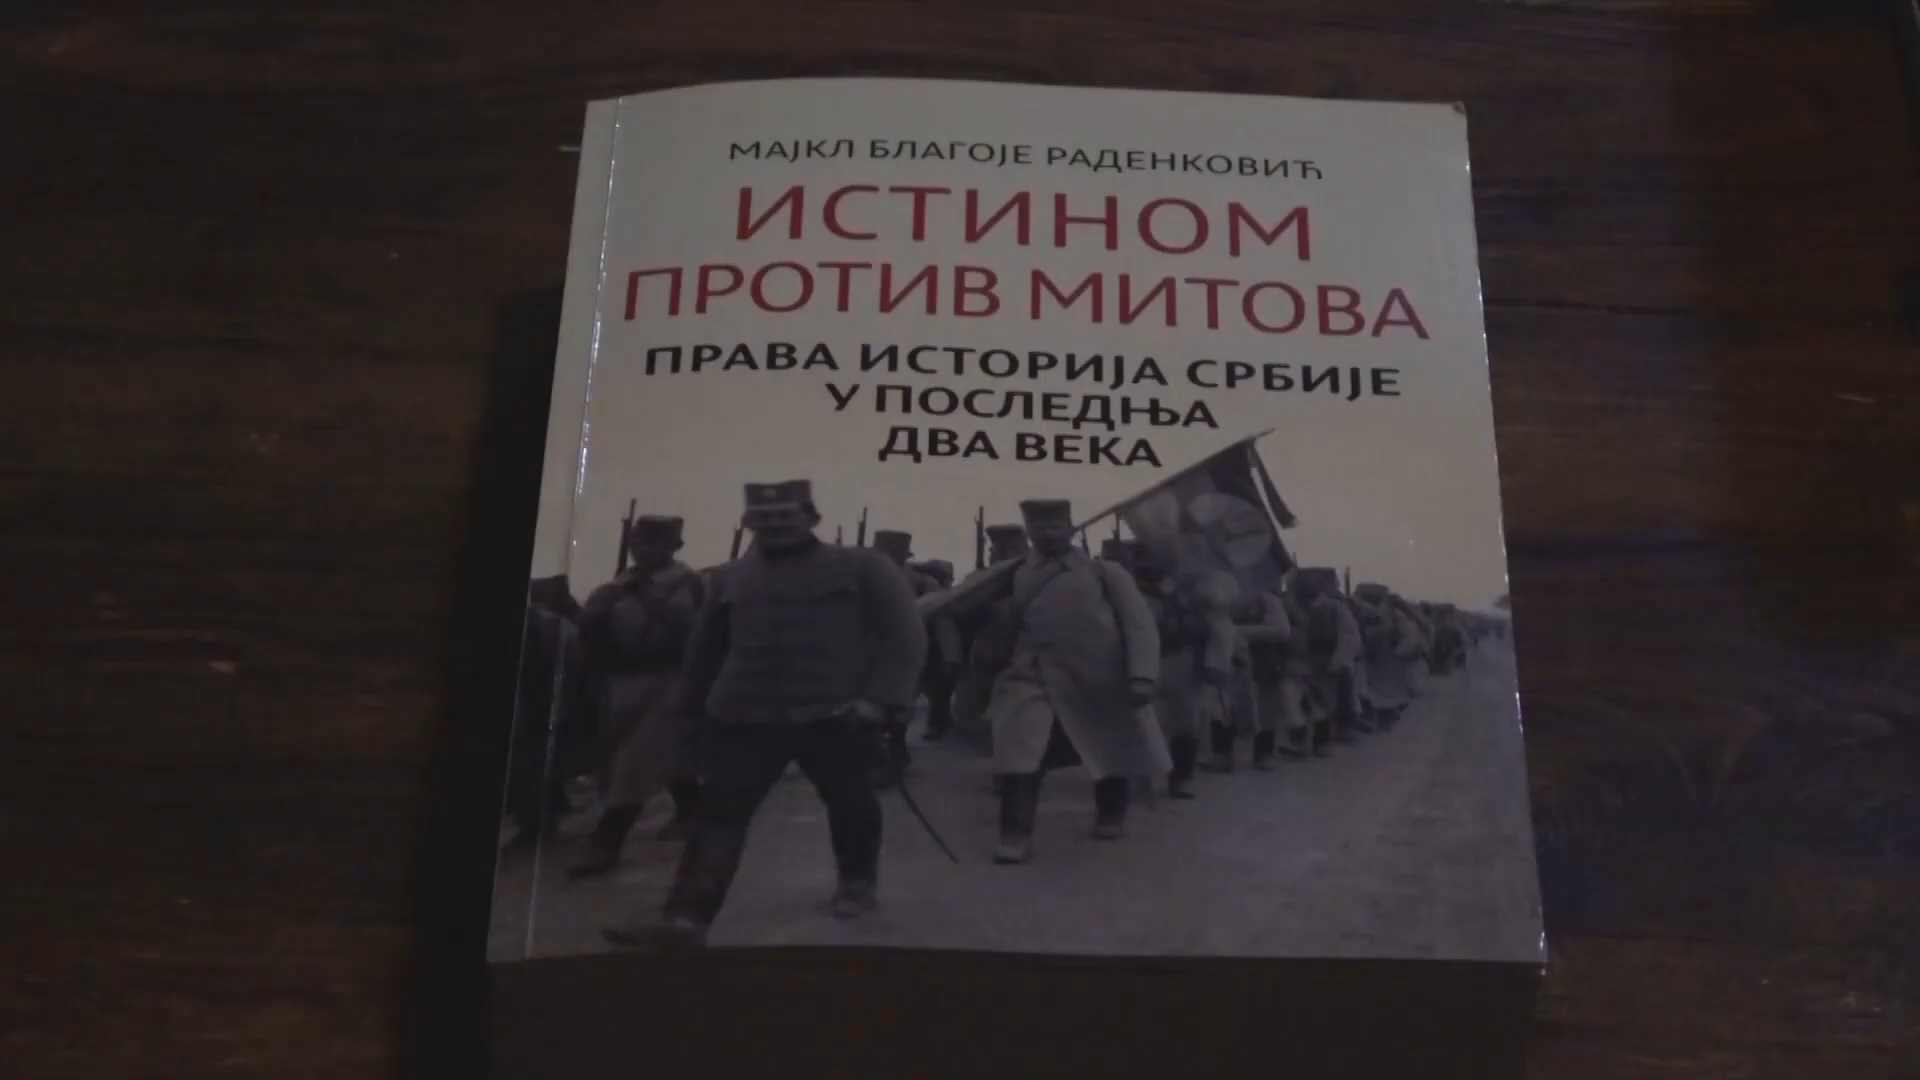 МАЈКЛ БЛАГОЈЕ РАДЕНКОВИЋ
ИСТИНОМ
ПРОТИВ МИТОВА
ПРАВА ИСТОРИЈА СРБИЈЕ
У ПОСЛЕДЊА
ДВА ВЕКА